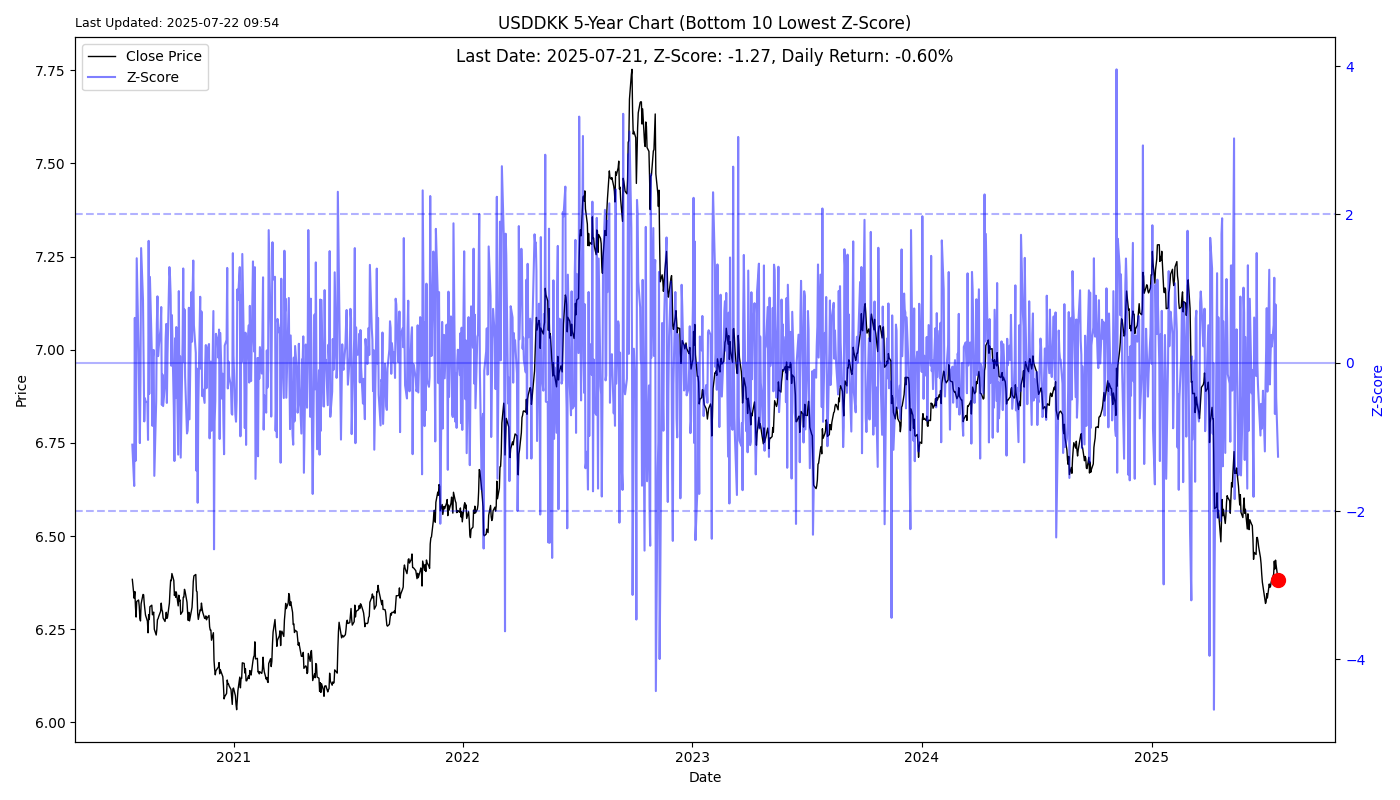 Last Updated: 2025-07-22 09:54
USDDKK 5-Year Chart (Bottom 10 Lowest Z-Score)
Last Date: 2025-07-21, Z-Score: -1.27, Daily Return: -0.60%
Close Price
Z-Score
7.75
7.50
7.25
7.00
6.75
6.50
6.25
6.00
Price
4
2
0
−2
−4
Z-Score
2021
2022
2023
2024
2025
Date